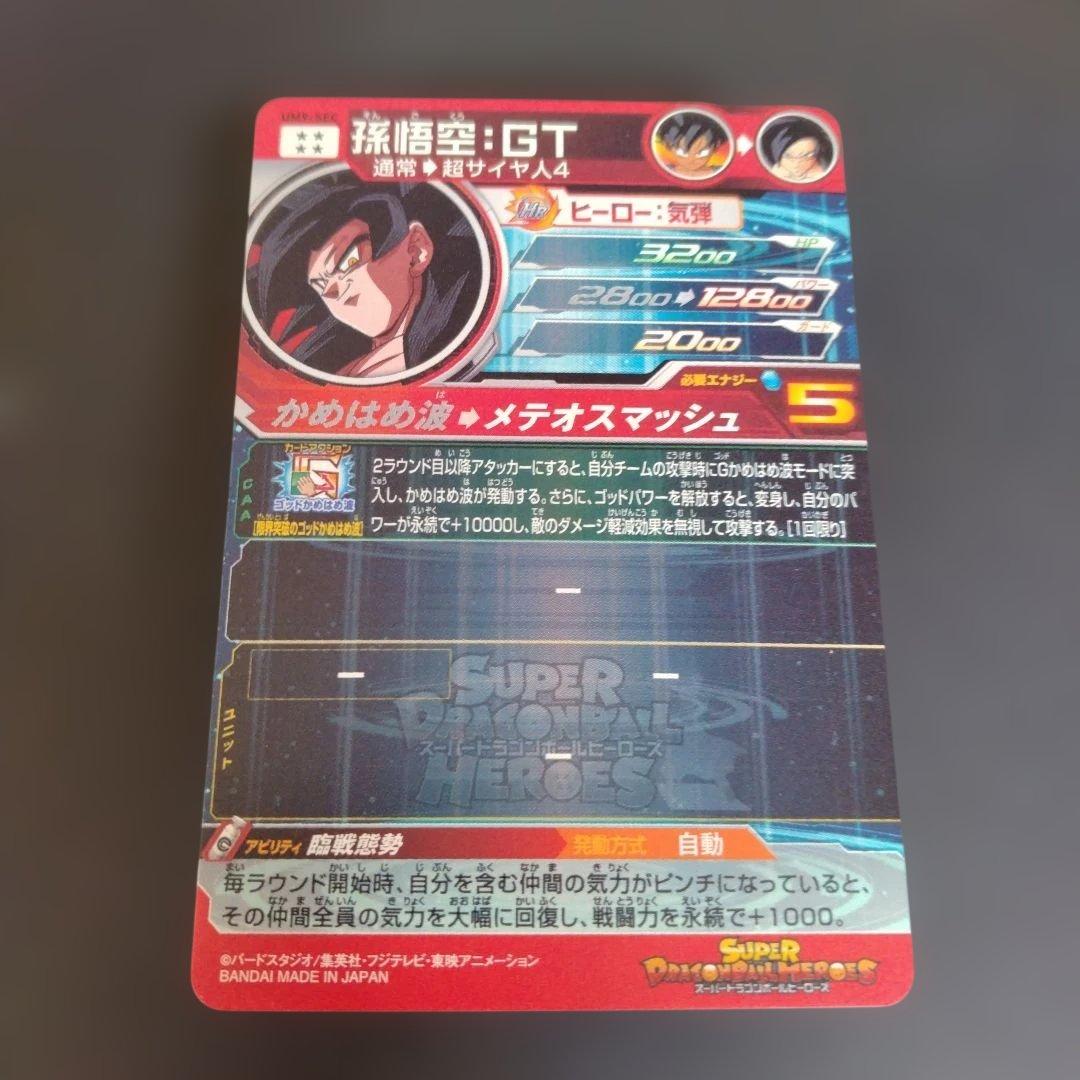 UM9-SEC
★★
★★
孫悟空:GT
通常➡超サイヤ人4
HR ヒーロー:気弾
HP
3200
パワー
2800➡12800
ガード
2000
必要エナジー 5
かめはめ波➡メテオスマッシュ
CAA
カードアクション
ゴッドかめはめ波
[限界突破のゴッドかめはめ波]
2ラウンド目以降アタッカーにすると、自分チームの攻撃時にGかめはめ波モードに突
入し、かめはめ波が発動する。さらに、ゴッドパワーを解放すると、変身し、自分のパ
ワーが永続で+10000し、敵のダメージ軽減効果を無視して攻撃する。[1回限り]
ー
ユニット
ー ー
ー
SUPER
DRAGONBALL
スーパードラゴンボールヒーローズ
HEROES
アビリティ 臨戦態勢 発動方式 自動
毎ラウンド開始時、自分を含む仲間の気力がピンチになっていると、
その仲間全員の気力を大幅に回復し、戦闘力を永続で+1000。
©バードスタジオ/集英社・フジテレビ・東映アニメーション
BANDAI MADE IN JAPAN
SUPER
DRAGONBALL HEROES
スーパードラゴンボールヒーローズ